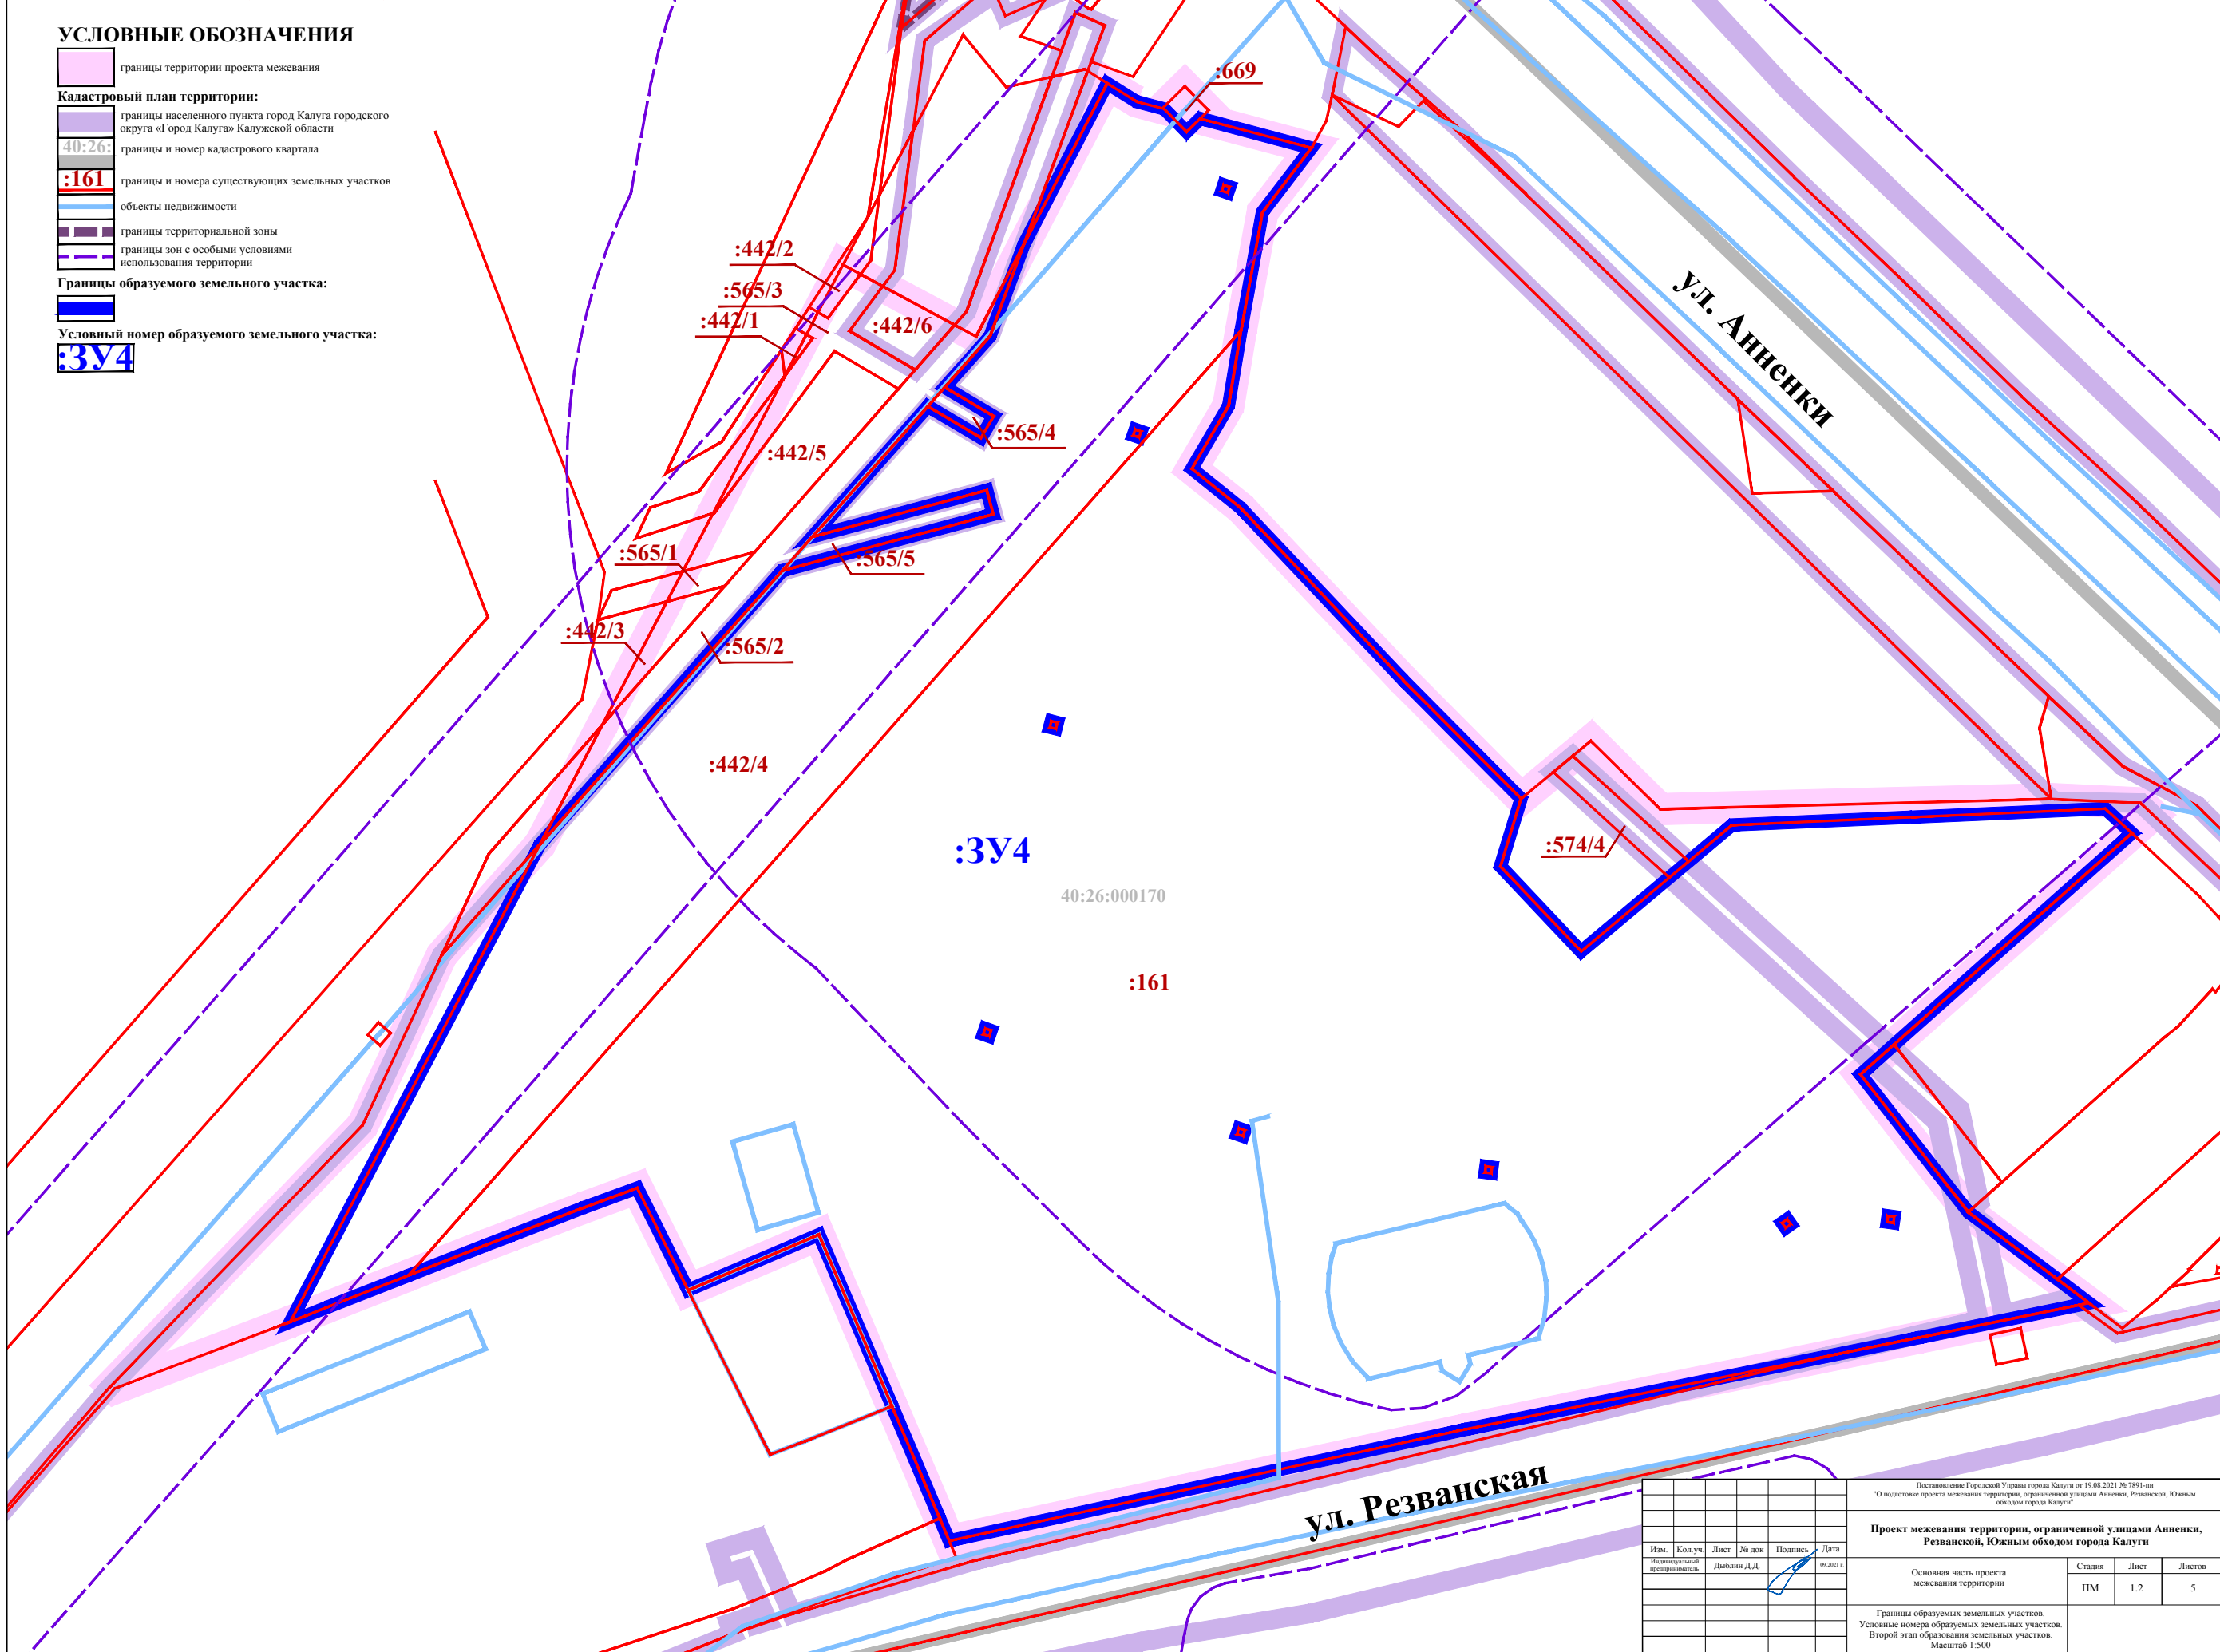 УСЛОВНЫЕ ОБОЗНАЧЕНИЯ
границы территории проекта межевания
Кадастровый план территории:
границы населенного пункта город Калуга городского
округа «Город Калуга» Калужской области
40:26:
границы и номер кадастрового квартала
:161
границы и номера существующих земельных участков
объекты недвижимости
границы территориальной зоны
границы зон с особыми условиями
использования территории
Границы образуемого земельного участка:
Условный номер образуемого земельного участка:
:ЗУ4
:669
:442/2
:565/3
:442/1
:442/6
ул. Анненки
:565/4
:442/5
:565/1
:565/5
:442/3
:565/2
:442/4
:ЗУ4
:574/4
40:26:000170
:161
ул. Резванская
Постановление Городской Управы города Калуги от 19.08.2021 № 7891-пи
"О подготовке проекта межевания территории, ограниченной улицами Анненки, Резванской, Южным
обходом города Калуги"
Проект межевания территории, ограниченной улицами Анненки,
Резванской, Южным обходом города Калуги
Изм. Кол.уч. Лист № док Подпись Дата
Индивидуальный
предприниматель
Дыблин Д.Д.
09.2021 г.
Основная часть проекта
межевания территории
Стадия Лист Листов
ПМ 1.2 5
Границы образуемых земельных участков.
Условные номера образуемых земельных участков.
Второй этап образования земельных участков.
Масштаб 1:500